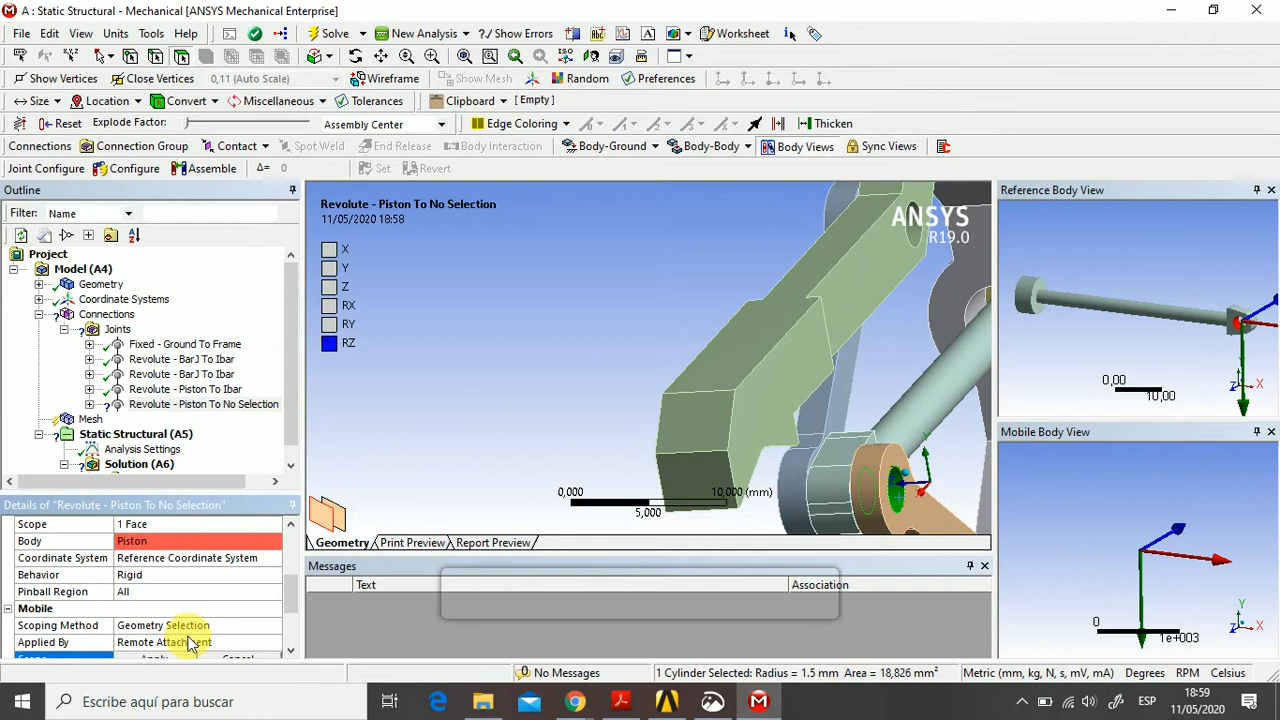 A : Static Structural - Mechanical [ANSYS Mechanical Enterprise]
File Edit View Units Tools Help Solve New Analysis Show Errors Worksheet
Show Vertices Close Vertices 0,11 (Auto Scale) Wireframe Show Mesh Random Preferences
Size Location Convert Miscellaneous Tolerances Clipboard [ Empty ]
Reset Explode Factor: Assembly Center Edge Coloring Thicken
Connections Connection Group Contact Spot Weld End Release Body Interaction Body-Ground Body-Body Body Views Sync Views
Joint Configure Configure Assemble Δ= 0 Set Revert
Outline
Filter: Name
Project
Model (A4)
Geometry
Coordinate Systems
Connections
Joints
Fixed - Ground To Frame
Revolute - BarJ To Ibar
Revolute - BarJ To Ibar
Revolute - Piston To Ibar
Revolute - Piston To No Selection
Mesh
Static Structural (A5)
Analysis Settings
Solution (A6)
Details of "Revolute - Piston To No Selection"
Scope 1 Face
Body Piston
Coordinate System Reference Coordinate System
Behavior Rigid
Pinball Region All
Mobile
Scoping Method Geometry Selection
Applied By Remote Attachment
Revolute - Piston To No Selection
11/05/2020 18:58
X
Y
Z
RX
RY
RZ
ANSYS
R19.0
0,000 10,000 (mm)
5,000
Geometry Print Preview Report Preview
Messages
Text Association
Reference Body View
0,00
10,00
Z X
Mobile Body View
0
1e+003
Y
Z X
No Messages 1 Cylinder Selected: Radius = 1.5 mm Area = 18,826 mm² Metric (mm, kg, N, s, mV, mA) Degrees RPM Celsius
Escribe aquí para buscar
ESP
18:59
11/05/2020